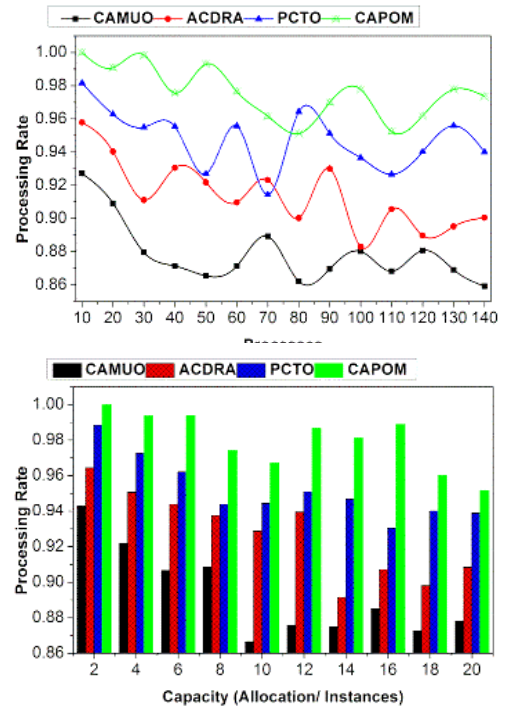 CAMUO ACDRA PCTO CAPOM
1.00
0.98
0.96
0.94
0.92
0.90
0.88
0.86
Processing Rate
10 20 30 40 50 60 70 80 90 100 110 120 130 140
CAMUO ACDRA PCTO CAPOM
1.00
0.98
0.96
0.94
0.92
0.90
0.88
0.86
Processing Rate
2 4 6 8 10 12 14 16 18 20
Capacity (Allocation/ Instances)